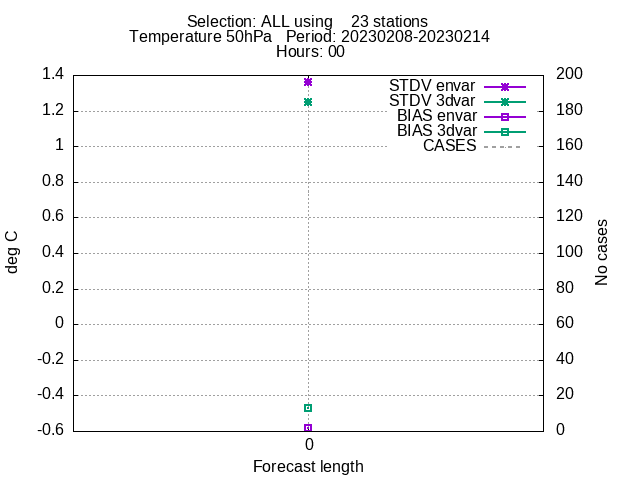 Selection: ALL using    23 stations
Temperature 50hPa   Period: 20230208-20230214
Hours: 00
1.4
1.2
1
0.8
0.6
0.4
0.2
0
-0.2
-0.4
-0.6
deg C
STDV envar
STDV 3dvar
BIAS envar
BIAS 3dvar
CASES
200
180
160
140
120
100
80
60
40
20
0
No cases
0
Forecast length